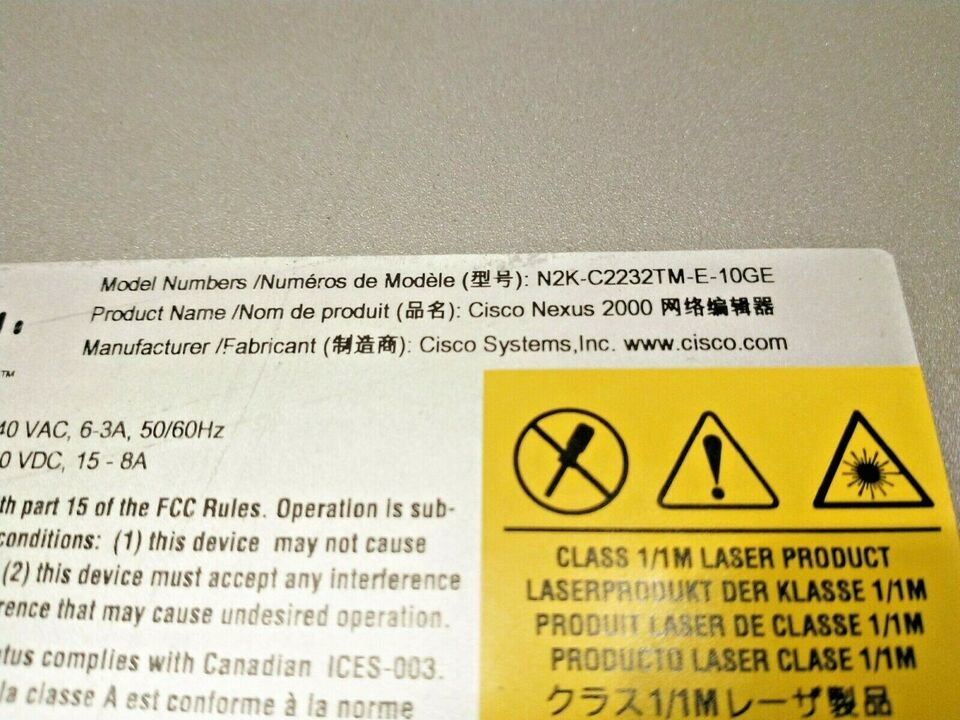 Model Numbers /Numéros de Modèle (型号): N2K-C2232TM-E-10GE
Product Name /Nom de produit (品名): Cisco Nexus 2000 网络编辑器
Manufacturer /Fabricant (制造商): Cisco Systems,Inc. www.cisco.com
TM
40 VAC, 6-3A, 50/60Hz
0 VDC, 15 - 8A
th part 15 of the FCC Rules. Operation is sub-
conditions: (1) this device may not cause
(2) this device must accept any interference
rence that may cause undesired operation.
tus complies with Canadian ICES-003.
la classe A est conforme à la norme
CLASS 1/1M LASER PRODUCT
LASERPRODUKT DER KLASSE 1/1M
PRODUIT LASER DE CLASSE 1/1M
PRODUCTO LASER CLASE 1/1M
クラス1/1Mレーザ製品